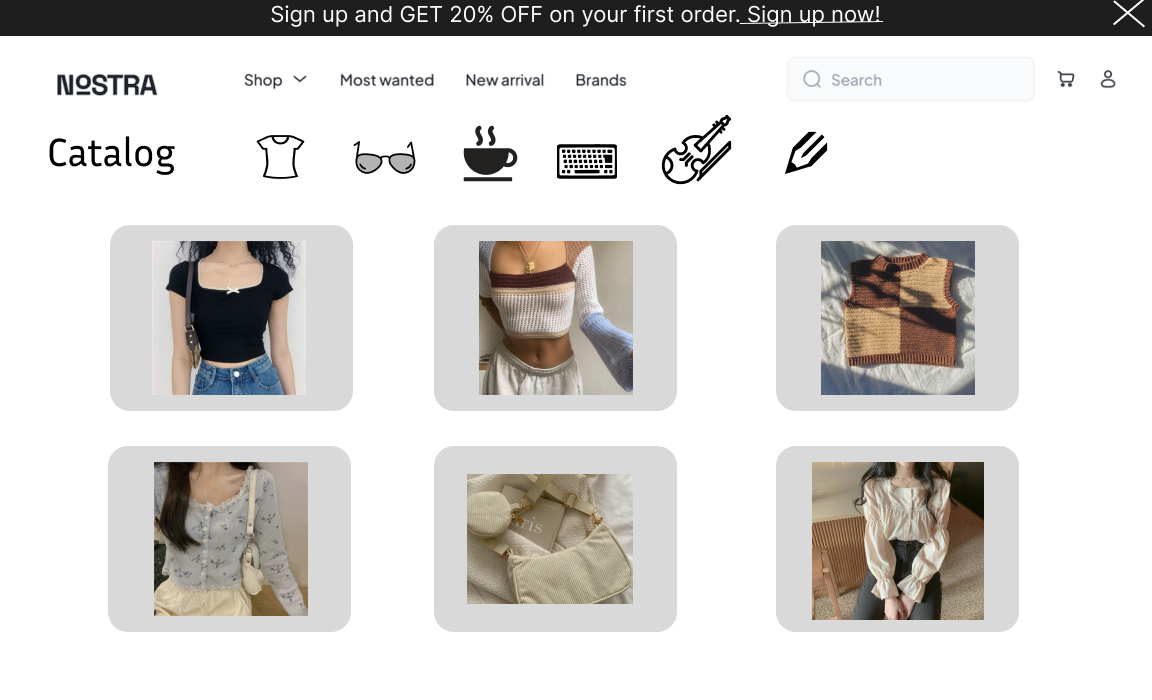 Sign up and GET 20% OFF on your first order. Sign up now!
NOSTRA
Shop
Most wanted
New arrival
Brands
Search
Catalog